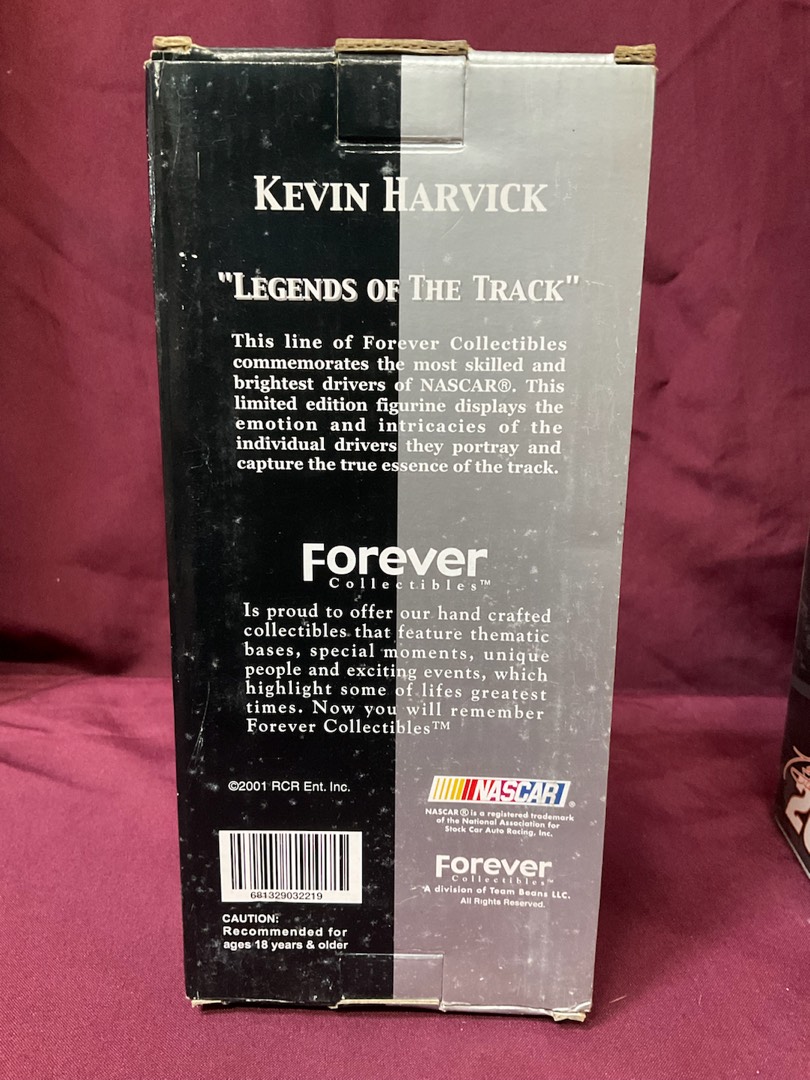 KEVIN HARVICK
"LEGENDS OF THE TRACK"
This line of Forever Collectibles
commemorates the most skilled and
brightest drivers of NASCAR®. This
limited edition figurine displays the
emotion and intricacies of the
individual drivers they portray and
capture the true essence of the track.
Forever
Collectibles™
Is proud to offer our hand crafted
collectibles that feature thematic
bases, special moments, unique
people and exciting events, which
highlight some of lifes greatest
times. Now you will remember
Forever Collectibles™
©2001 RCR Ent. Inc.
681329032219
CAUTION:
Recommended for
ages 18 years & older
NASCAR®
NASCAR® is a registered trademark
of the National Association for
Stock Car Auto Racing, Inc.
Forever
Collectibles™
A division of Team Beans LLC.
All Rights Reserved.